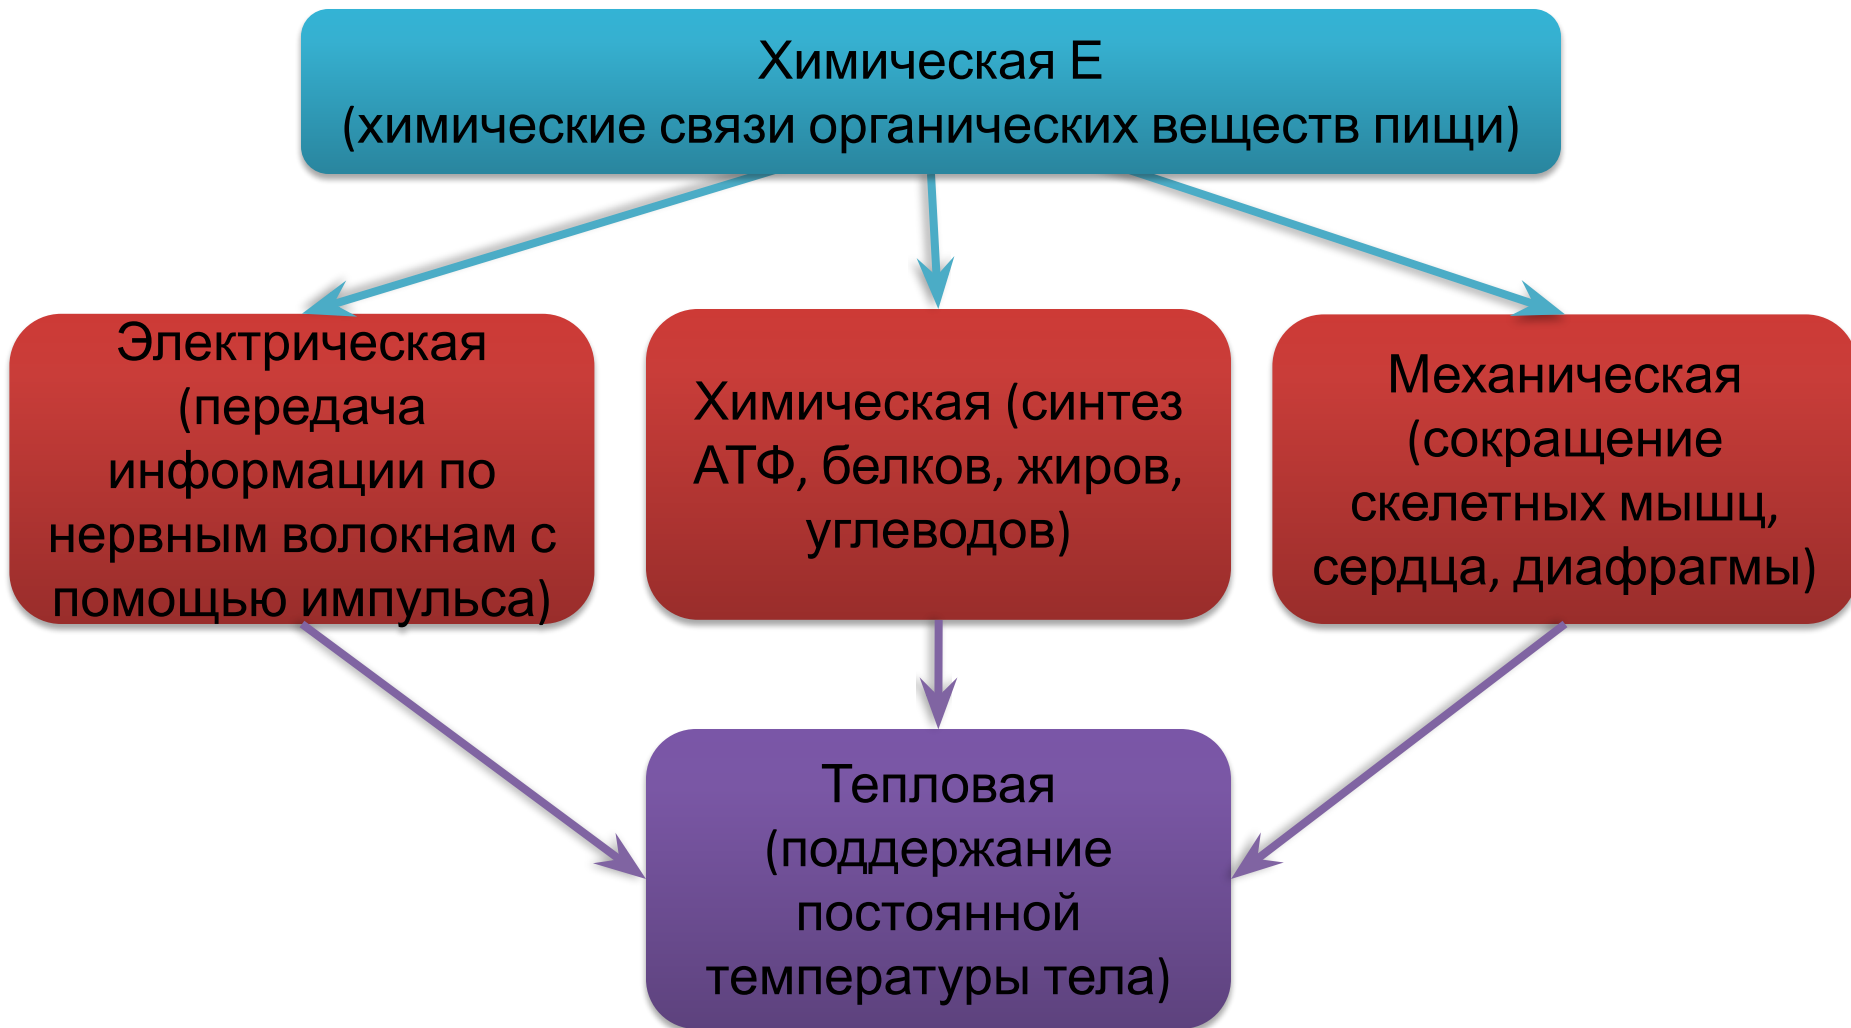 Химическая Е
(химические связи органических веществ пищи)
Электрическая
(передача
информации по
нервным волокнам с
помощью импульса)
Химическая (синтез
АТФ, белков, жиров,
углеводов)
Механическая
(сокращение
скелетных мышц,
сердца, диафрагмы)
Тепловая
(поддержание
постоянной
температуры тела)